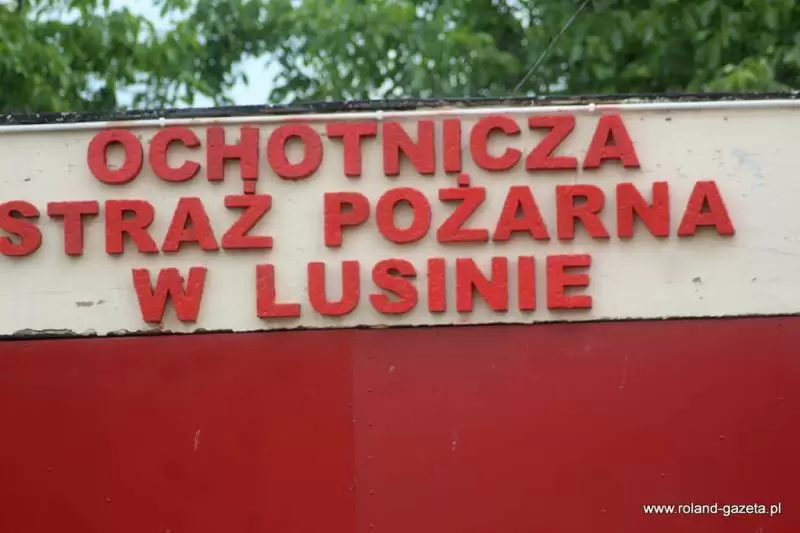 OCHOTNICZA
STRAŻ POŻARNA
W LUSINIE
www.roland-gazeta.pl